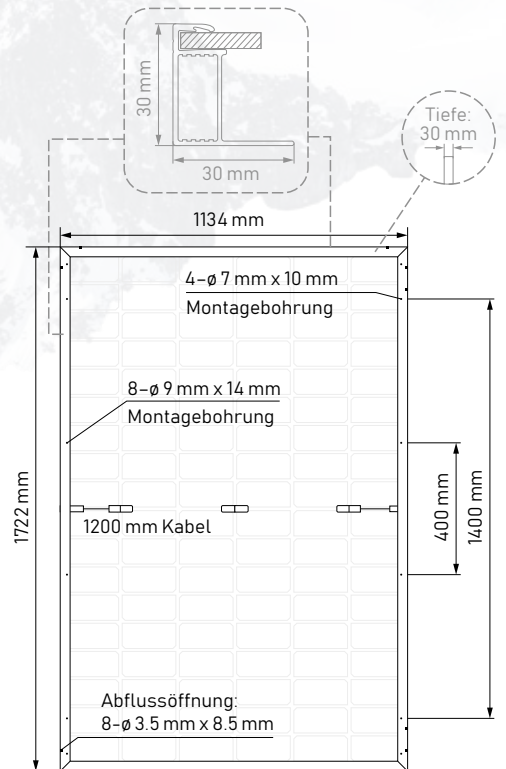 30 mm
30 mm
Tiefe:
30 mm
1134 mm
4-ø 7 mm x 10 mm
Montagebohrung
8-ø 9 mm x 14 mm
Montagebohrung
1722 mm
1200 mm Kabel
400 mm
1400 mm
Abflussöffnung:
8-ø 3.5 mm x 8.5 mm